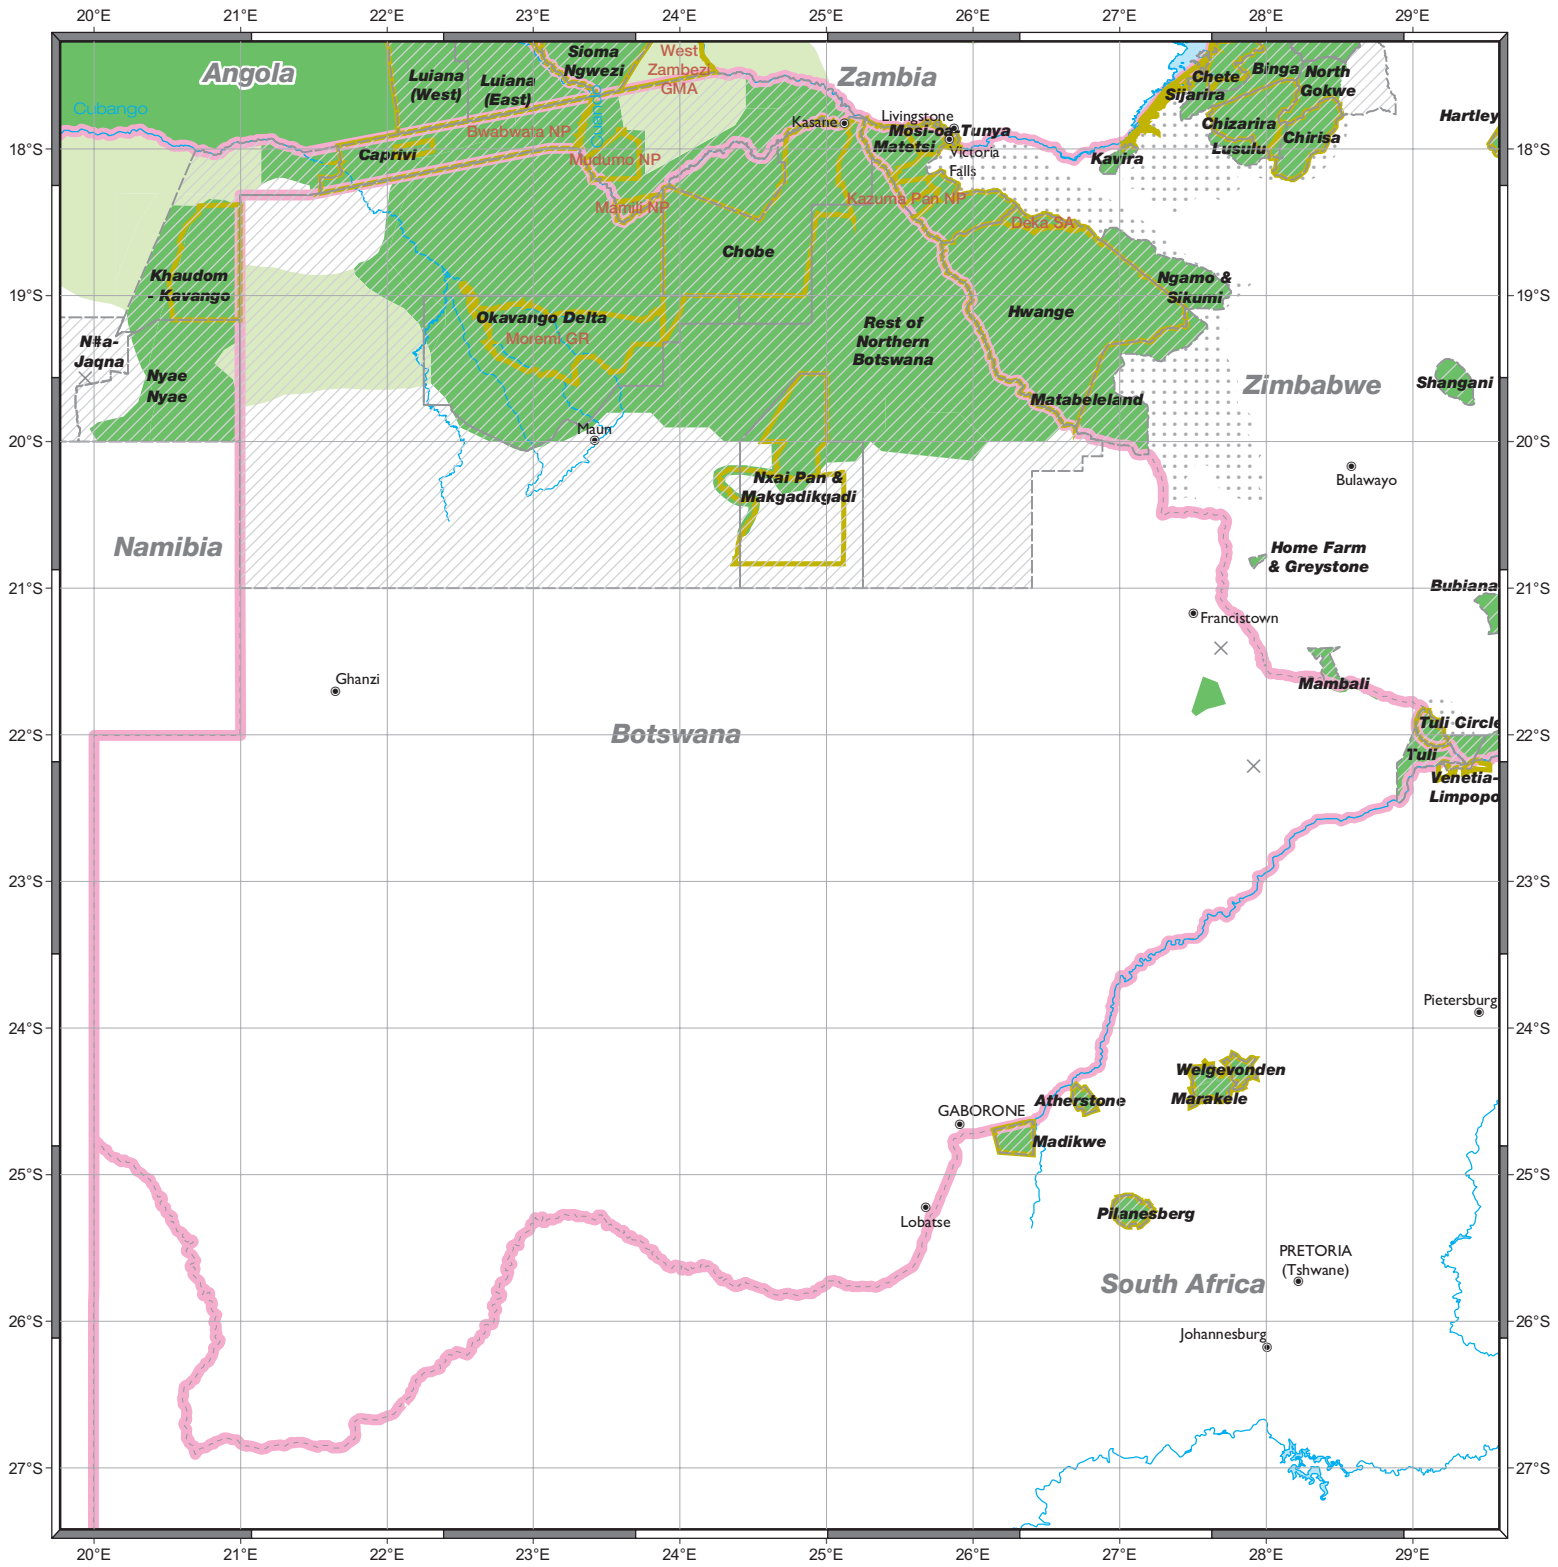 20°E 21°E 22°E 23°E 24°E 25°E 26°E 27°E 28°E 29°E
Angola
Cubango
Luiana
(West)
Luiana
(East)
Sioma
Ngwezi
West
Zambezi
GMA
Zambia
Chete
Sijarira
Binga
North
Gokwe
Hartley
Chizarira
Lusulu
Chirisa
Kavira
Kasane
Livingstone
Mosi-oa-Tunya
Matetsi
Victoria
Falls
18°S 18°S
Caprivi
Bwabwata NP
Mudumo NP
Mamili NP
Kazuma Pan NP
Deka SA
Chobe
Khaudom
- Kavango
Ngamo &
Sikumi
19°S 19°S
Okavango Delta
Moremi GR
Hwange
Rest of
Northern
Botswana
N#a-
Jaqna
Nyae
Nyae
Matabeleland
Zimbabwe
Shangani
Maun
20°S 20°S
Nxai Pan &
Makgadikgadi
Bulawayo
Namibia
Home Farm
& Greystone
Bubiana
21°S 21°S
Francistown
Ghanzi
Mambali
Botswana
Tuli Circle
22°S 22°S
Tuli
Venetia-
Limpopo
23°S 23°S
Pietersburg
24°S 24°S
Welgevonden
Marakele
Atherstone
GABORONE
Madikwe
25°S 25°S
Lobatse
Pilanesberg
PRETORIA
(Tshwane)
South Africa
26°S 26°S
Johannesburg
27°S 27°S
20°E 21°E 22°E 23°E 24°E 25°E 26°E 27°E 28°E 29°E